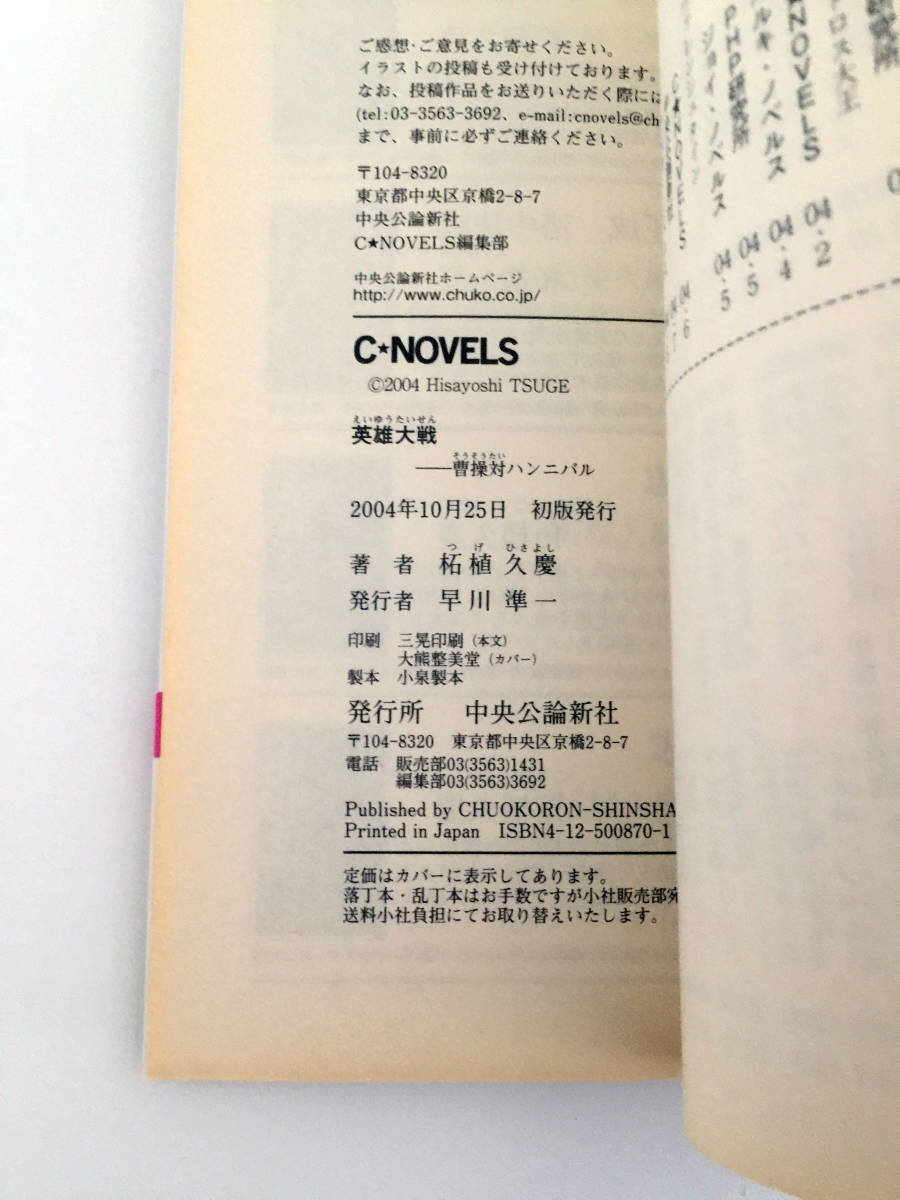 ご感想・ご意見をお寄せください。
イラストの投稿も受け付けております。
なお、投稿作品をお送りいただく際には
(tel:03-3563-3692、e-mail:cnovels@ch
まで、事前に必ずご連絡ください。
〒104-8320
東京都中央区京橋2-8-7
中央公論新社
C★NOVELS編集部
中央公論新社ホームページ
http://www.chuko.co.jp/
C★NOVELS
©2004 Hisayoshi TSUGE
えいゆうたいせん
英雄大戦
そうそうたい
――曹操対ハンニバル
2004年10月25日 初版発行
つげ ひさよし
著者 柘植久慶
発行者 早川準一
印刷 三晃印刷（本文）
大熊整美堂（カバー）
製本 小泉製本
発行所 中央公論新社
〒104-8320 東京都中央区京橋2-8-7
電話 販売部03(3563)1431
編集部03(3563)3692
Published by CHUOKORON-SHINSHA
Printed in Japan ISBN4-12-500870-1
定価はカバーに表示してあります。
落丁本・乱丁本はお手数ですが小社販売部宛
送料小社負担にてお取り替えいたします。
ロス大王
NOVELS 04・2
ルキ・ノベルス 04・4
PHP研究所 04・5
ジョイ・ノベルス 04・5
C★NOVELS 04・6